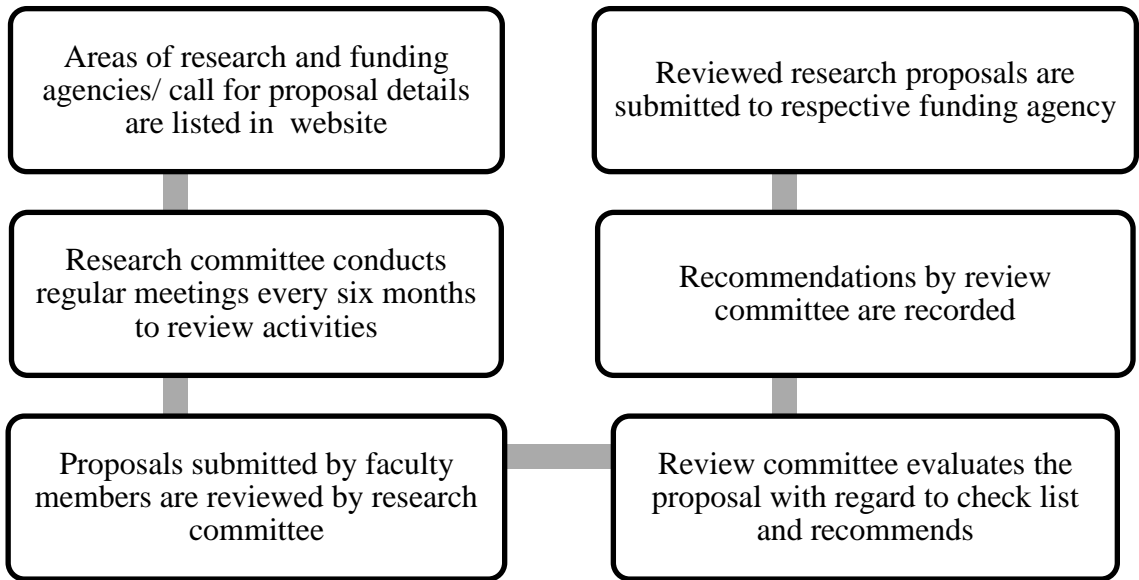 Areas of research and funding
agencies/ call for proposal details
are listed in website
Research committee conducts
regular meetings every six months
to review activities
Proposals submitted by faculty
members are reviewed by research
committee
Review committee evaluates the
proposal with regard to check list
and recommends
Recommendations by review
committee are recorded
Reviewed research proposals are
submitted to respective funding agency